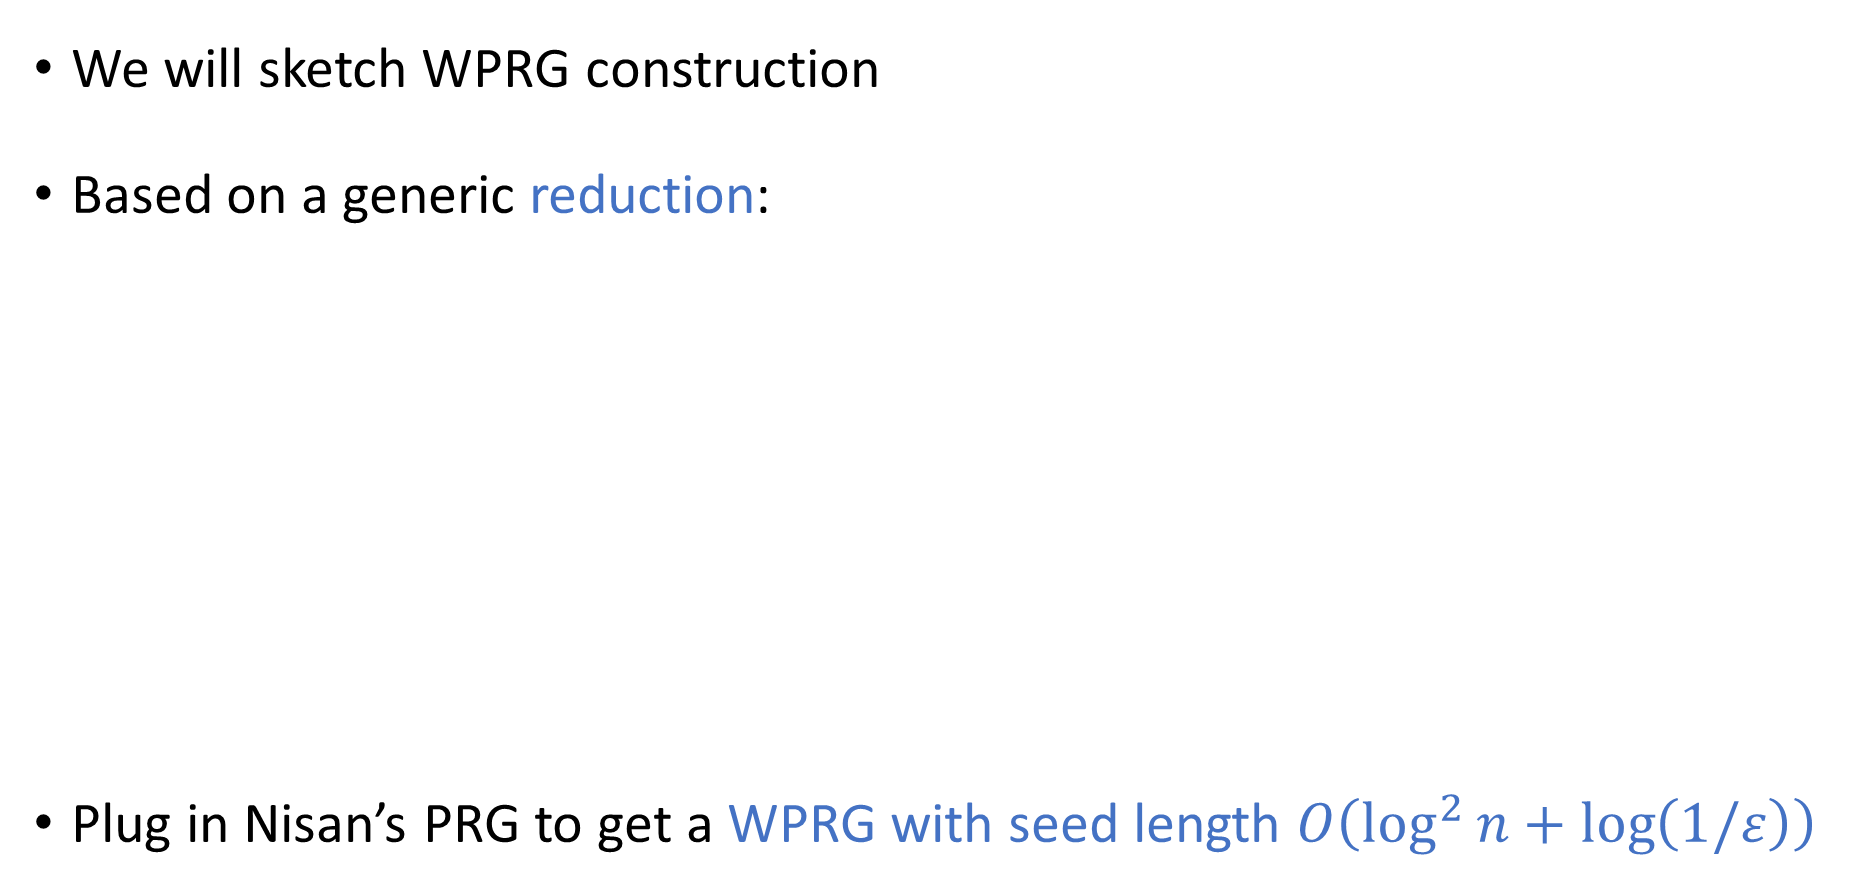 • We will sketch WPRG construction
• Based on a generic reduction:
• Plug in Nisan’s PRG to get a WPRG with seed length 𝑂(log² 𝑛 + log(1/𝜀))